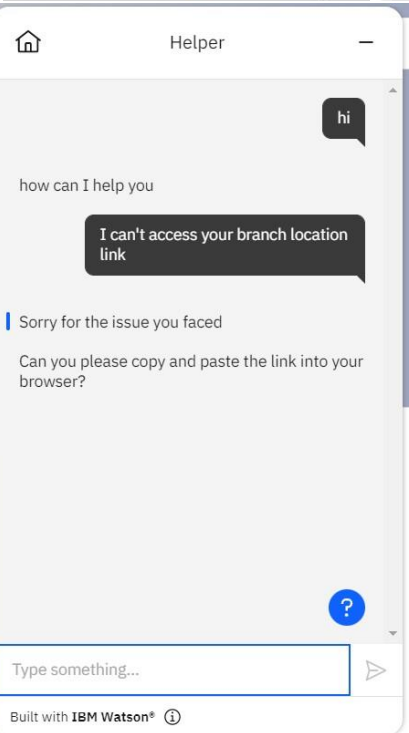 Helper
hi
how can I help you
I can't access your branch location
link
Sorry for the issue you faced
Can you please copy and paste the link into your
browser?
?
Type something...
Built with IBM Watson®